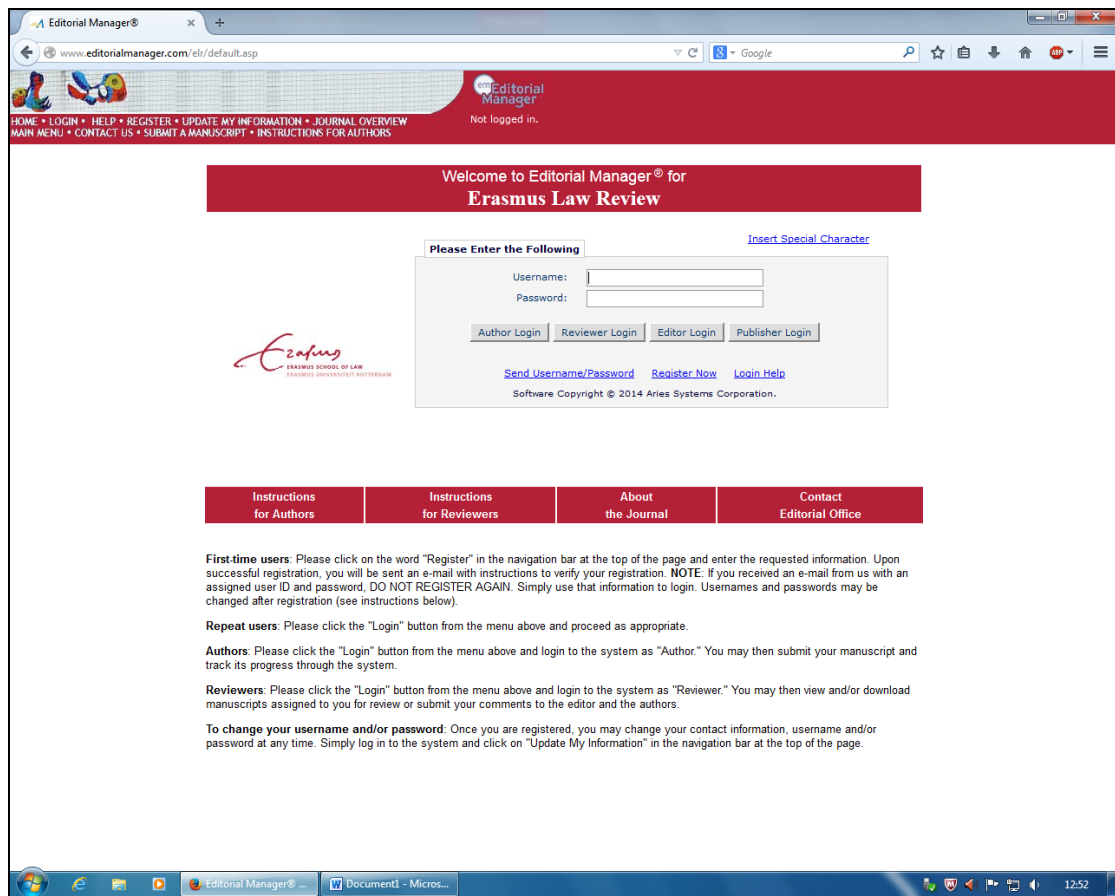 Editorial Manager®
www.editorialmanager.com/elr/default.asp
Google
ABP
em Editorial
Manager
HOME • LOGIN • HELP • REGISTER • UPDATE MY INFORMATION • JOURNAL OVERVIEW
MAIN MENU • CONTACT US • SUBMIT A MANUSCRIPT • INSTRUCTIONS FOR AUTHORS
Not logged in.
Welcome to Editorial Manager® for
Erasmus Law Review
Insert Special Character
Please Enter the Following
Username:
Password:
Author Login Reviewer Login Editor Login Publisher Login
Erasmus
ERASMUS SCHOOL OF LAW
ERASMUS UNIVERSITEIT ROTTERDAM
Send Username/Password Register Now Login Help
Software Copyright © 2014 Aries Systems Corporation.
Instructions
for Authors
Instructions
for Reviewers
About
the Journal
Contact
Editorial Office
First-time users: Please click on the word "Register" in the navigation bar at the top of the page and enter the requested information. Upon
successful registration, you will be sent an e-mail with instructions to verify your registration. NOTE: If you received an e-mail from us with an
assigned user ID and password, DO NOT REGISTER AGAIN. Simply use that information to login. Usernames and passwords may be
changed after registration (see instructions below).
Repeat users: Please click the "Login" button from the menu above and proceed as appropriate.
Authors: Please click the "Login" button from the menu above and login to the system as "Author." You may then submit your manuscript and
track its progress through the system.
Reviewers: Please click the "Login" button from the menu above and login to the system as "Reviewer." You may then view and/or download
manuscripts assigned to you for review or submit your comments to the editor and the authors.
To change your username and/or password: Once you are registered, you may change your contact information, username and/or
password at any time. Simply log in to the system and click on "Update My Information" in the navigation bar at the top of the page.
Editorial Manager® ...
Document1 - Micros...
12:52